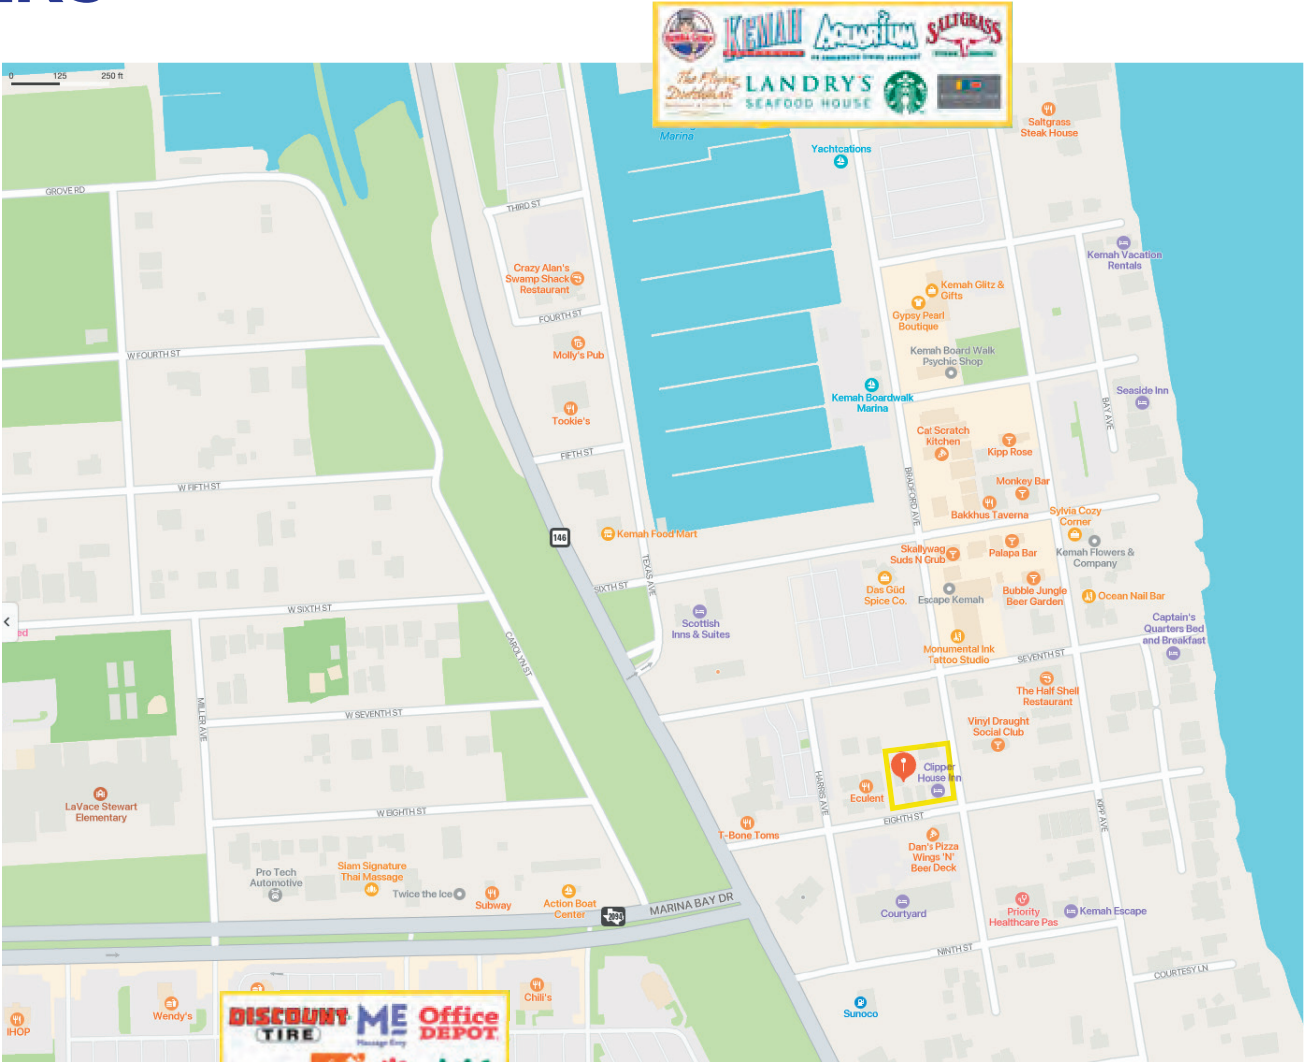 KEMAH
AQUARIUM
AN UNDERWATER DINING ADVENTURE
SALTGRASS
STEAK HOUSE
The Flying
Dutchman
LANDRY'S
SEAFOOD HOUSE
0 125 250 ft
Marina
Yachtcations
Saltgrass
Steak House
GROVE RD
THIRD ST
Kemah Vacation
Rentals
Crazy Alan's
Swamp Shack
Restaurant
Kemah Glitz &
Gifts
Gypsy Pearl
Boutique
FOURTH ST
W FOURTH ST
Molly's Pub
Kemah Board Walk
Psychic Shop
Kemah Boardwalk
Marina
Seaside Inn
BAY AVE
Tookie's
Cat Scratch
Kitchen
Kipp Rose
FIFTH ST
W FIFTH ST
BRADFORD AVE
Monkey Bar
Bakkhus Taverna
Sylvia Cozy
Corner
146
Kemah Food Mart
TEXAS AVE
Skallywag
Suds N Grub
Palapa Bar
Kemah Flowers &
Company
SIXTH ST
Das Güd
Spice Co.
Escape Kemah
Bubble Jungle
Beer Garden
Ocean Nail Bar
W SIXTH ST
Scottish
Inns & Suites
Captain's
Quarters Bed
and Breakfast
ed
CAROLYN ST
Monumental Ink
Tattoo Studio
SEVENTH ST
MILLER AVE
W SEVENTH ST
The Half Shell
Restaurant
Vinyl Draught
Social Club
HARRIS AVE
Clipper
House Inn
Eculent
KIPP AVE
LaVace Stewart
Elementary
W EIGHTH ST
EIGHTH ST
T-Bone Toms
Dan's Pizza
Wings 'N'
Beer Deck
Pro Tech
Automotive
Siam Signature
Thai Massage
Twice the Ice
Subway
Action Boat
Center
2094
MARINA BAY DR
Courtyard
Priority
Healthcare Pas
Kemah Escape
NINTH ST
COURTESY LN
IHOP
Wendy's
Chili's
Sunoco
DISCOUNT
TIRE
ME
Massage Envy
Office
DEPOT